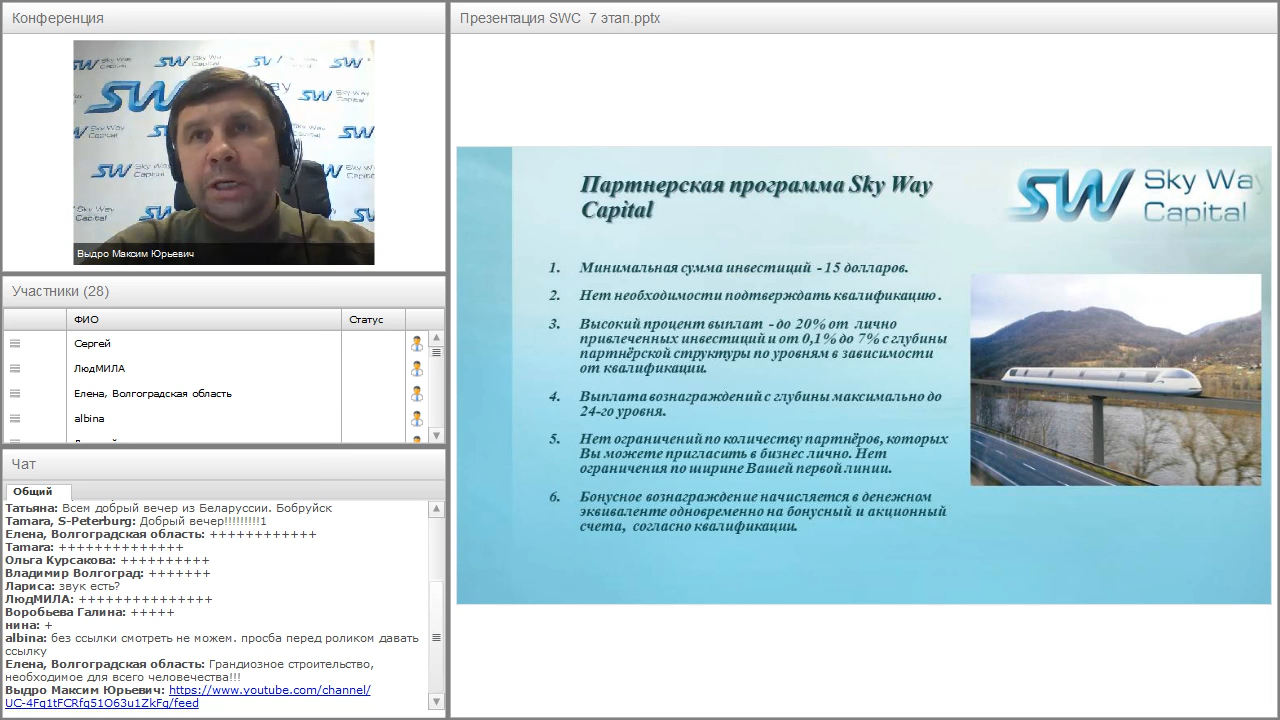 Конференция
SW Sky Way
Capital
Выдро Максим Юрьевич
Участники (28)
ФИО
Статус
Сергей
ЛюдМИЛА
Елена, Волгоградская область
albina
Чат
Общий
Татьяна: Всем добрый вечер из Беларуссии. Бобруйск
Tamara, S-Peterburg: Добрый вечер!!!!!!!!!1
Елена, Волгоградская область: ++++++++++++
Tamara: ++++++++++++++
Ольга Курсакова: ++++++++++
Владимир Волгоград: +++++++
Лариса: звук есть?
ЛюдМИЛА: +++++++++++++++
Воробьева Галина: +++++
нина: +
albina: без ссылки смотреть не можем. просба перед роликом давать
ссылку
Елена, Волгоградская область: Грандиозное строительство,
необходимое для всего человечества!!!
Выдро Максим Юрьевич: https://www.youtube.com/channel/
UC-4Fg1tFCRfg51O63u1ZkFg/feed
Презентация SWC 7 этап.pptx
Партнерская программа Sky Way
Capital
SW Sky Way
Capital
1. Минимальная сумма инвестиций - 15 долларов.
2. Нет необходимости подтверждать квалификацию .
3. Высокий процент выплат - до 20% от лично
привлеченных инвестиций и от 0,1% до 7% с глубины
партнёрской структуры по уровням в зависимости
от квалификации.
4. Выплата вознаграждений с глубины максимально до
24-го уровня.
5. Нет ограничений по количеству партнёров, которых
Вы можете пригласить в бизнес лично. Нет
ограничения по ширине Вашей первой линии.
6. Бонусное вознаграждение начисляется в денежном
эквиваленте одновременно на бонусный и акционный
счета, согласно квалификации.